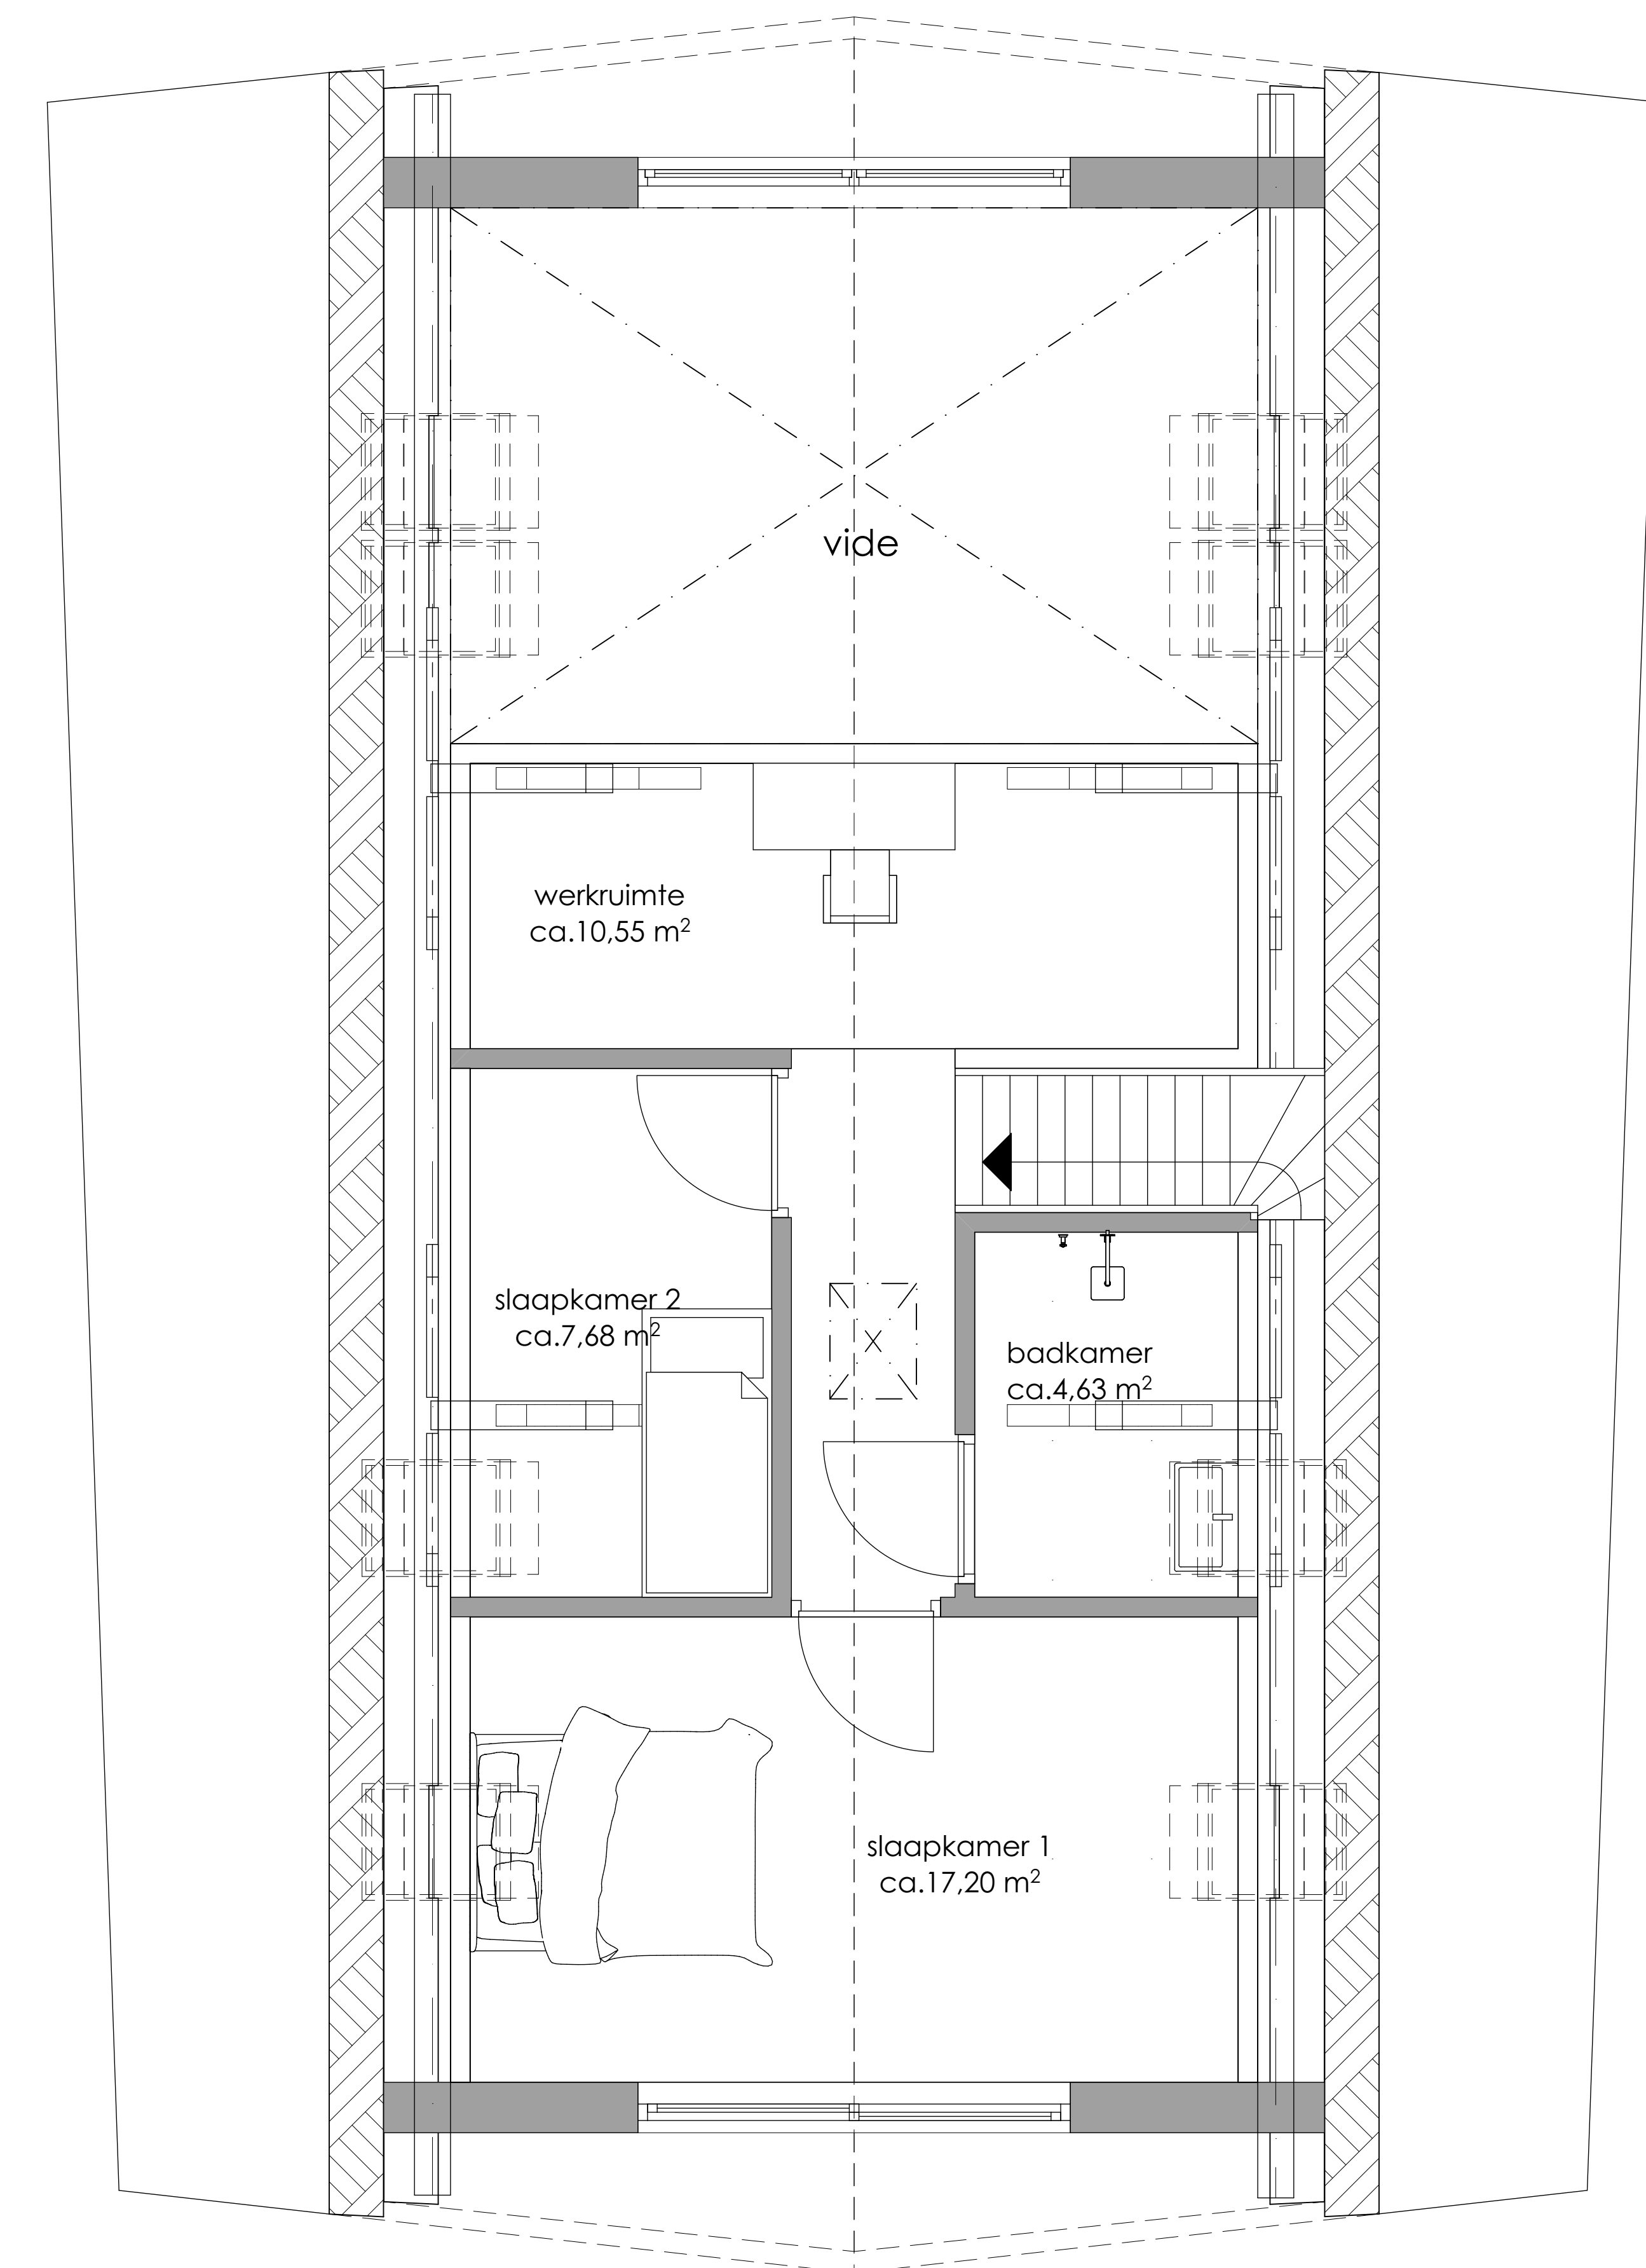 vide
werkruimte
ca.10,55 m²
slaapkamer 2
ca.7,68 m²
badkamer
ca.4,63 m²
slaapkamer 1
ca.17,20 m²